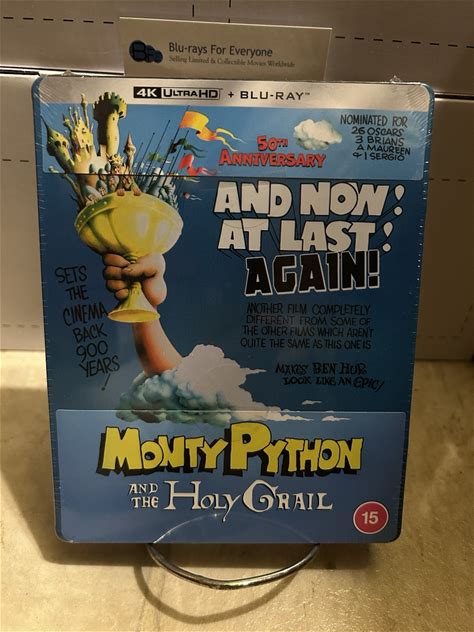 Blu-rays For Everyone
Selling Limited & Collectible Movies Worldwide
4K ULTRA HD + BLU-RAY™
50TH
ANNIVERSARY
NOMINATED FOR
26 OSCARS
3 BRIANS
A MAUREEN
& 1 SERGIO
AND NOW!
AT LAST!
AGAIN!
SETS
THE
CINEMA
BACK
900
YEARS!
ANOTHER FILM COMPLETELY
DIFFERENT FROM SOME OF
THE OTHER FILMS WHICH AREN'T
QUITE THE SAME AS THIS ONE IS
MAKES BEN HUR
LOOK LIKE AN EPIC!
MONTY PYTHON
AND THE HOLY GRAIL
15